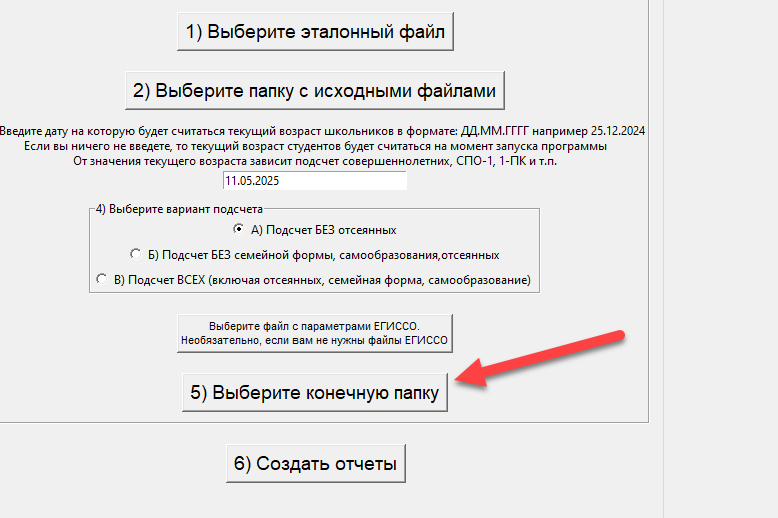 1) Выберите эталонный файл
2) Выберите папку с исходными файлами
Введите дату на которую будет считаться текущий возраст школьников в формате: ДД.ММ.ГГГГ например 25.12.2024
Если вы ничего не введете, то текущий возраст студентов будет считаться на момент запуска программы
От значения текущего возраста зависит подсчет совершеннолетних, СПО-1, 1-ПК и т.п.
11.05.2025
4) Выберите вариант подсчета
А) Подсчет БЕЗ отсеянных
Б) Подсчет БЕЗ семейной формы, самообразования,отсеянных
В) Подсчет ВСЕХ (включая отсеянных, семейная форма, самообразование)
Выберите файл с параметрами ЕГИССО.
Необязательно, если вам не нужны файлы ЕГИССО
5) Выберите конечную папку
6) Создать отчеты